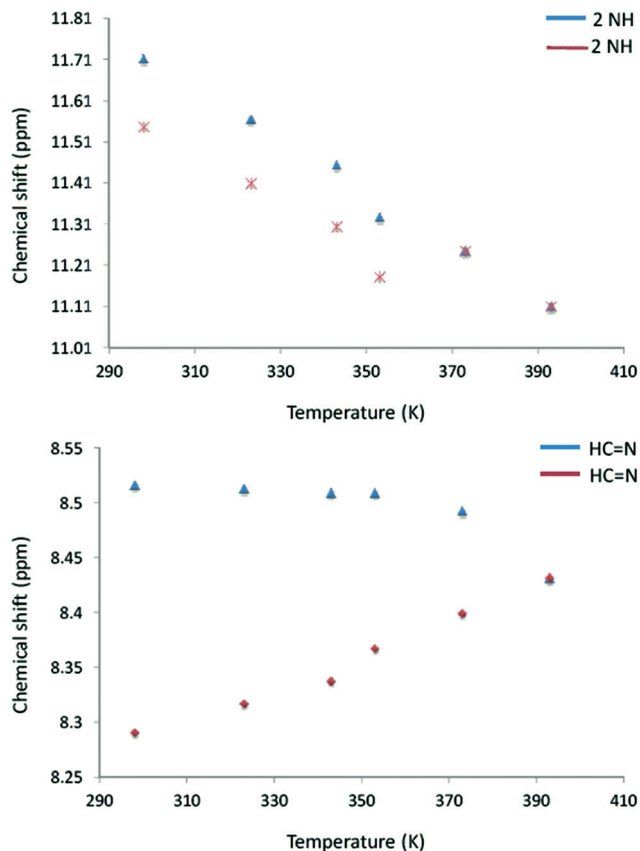 11.81
2 NH
2 NH
11.71
11.61
11.51
11.41
11.31
11.21
11.11
11.01
Chemical shift (ppm)
290 310 330 350 370 390 410
Temperature (K)
8.55
HC=N
HC=N
8.5
8.45
8.4
8.35
8.3
8.25
Chemical shift (ppm)
290 310 330 350 370 390 410
Temperature (K)